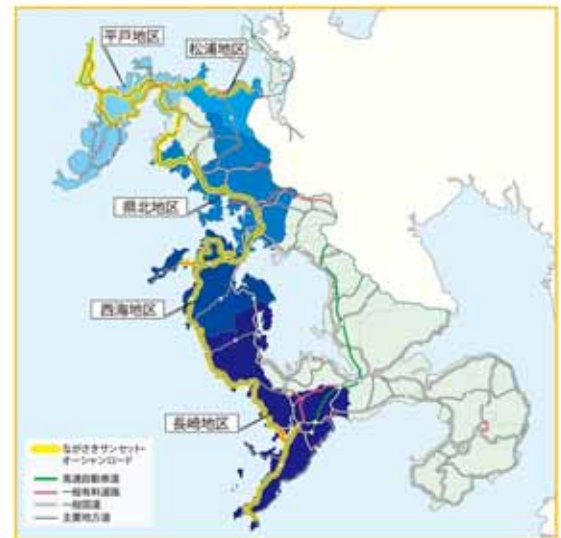 平戸地区
松浦地区
県北地区
西海地区
長崎地区
ながさきサンセット・
オーシャンロード
高速自動車道
一般有料道路
一般国道
主要地方道